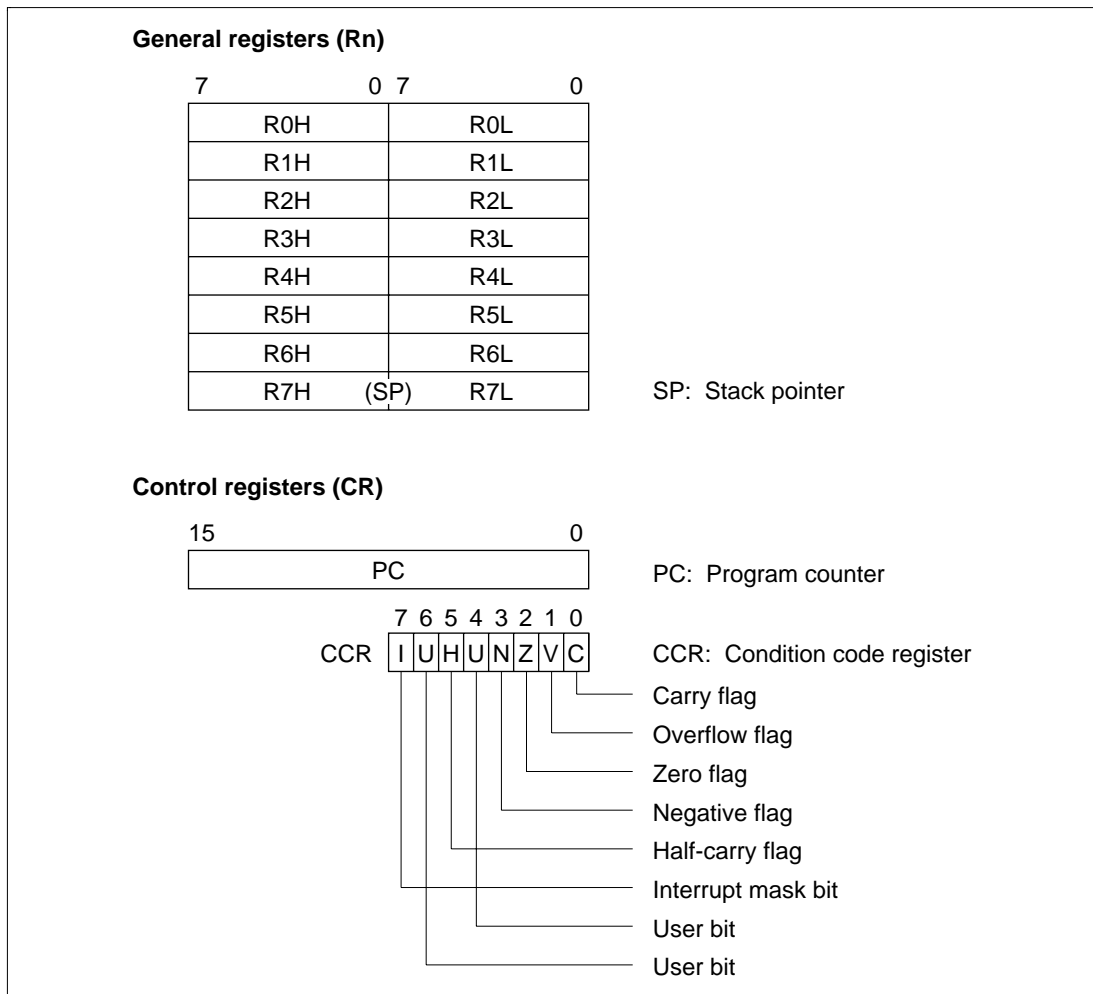 General registers (Rn)
7 0 7 0
R0H R0L
R1H R1L
R2H R2L
R3H R3L
R4H R4L
R5H R5L
R6H R6L
R7H (SP) R7L SP: Stack pointer
Control registers (CR)
15 0
PC PC: Program counter
7 6 5 4 3 2 1 0
CCR I U H U N Z V C CCR: Condition code register
Carry flag
Overflow flag
Zero flag
Negative flag
Half-carry flag
Interrupt mask bit
User bit
User bit